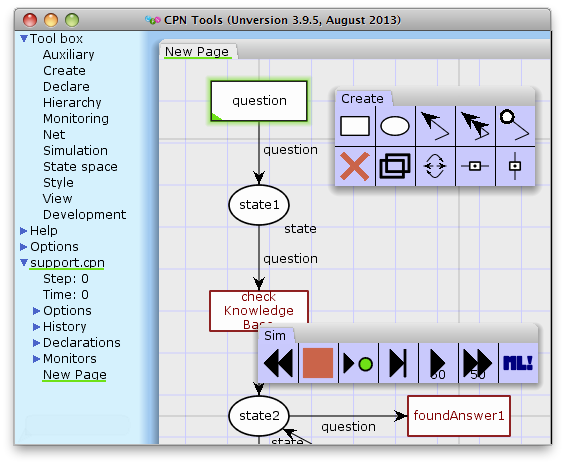 CPN Tools (Unversion 3.9.5, August 2013)
Tool box
Auxiliary
Create
Declare
Hierarchy
Monitoring
Net
Simulation
State space
Style
View
Development
Help
Options
support.cpn
Step: 0
Time: 0
Options
History
Declarations
Monitors
New Page
New Page
question
question
state1
state
question
check
Knowledge
Base
Create
Sim
50
50
ML!
state2
state
question
foundAnswer1